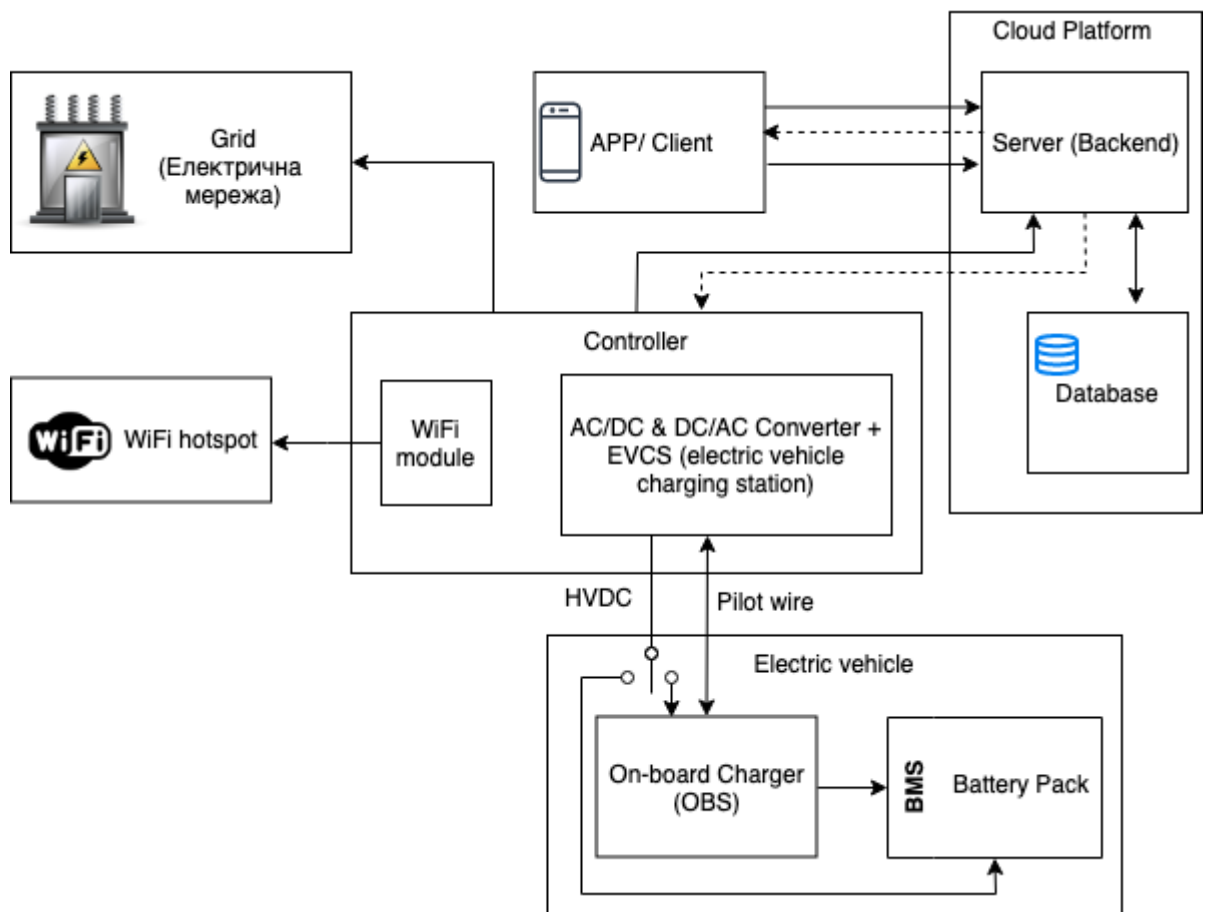 Cloud Platform
Grid
(Електрична
мережа)
APP/ Client
Server (Backend)
Controller
WiFi
module
AC/DC & DC/AC Converter +
EVCS (electric vehicle
charging station)
Database
WiFi
WiFi hotspot
HVDC
Pilot wire
Electric vehicle
On-board Charger
(OBS)
BMS
Battery Pack